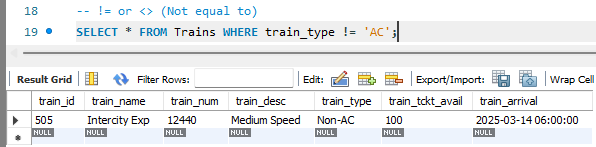 18 -- != or <> (Not equal to)
19 SELECT * FROM Trains WHERE train_type != 'AC';
Result Grid Filter Rows: Edit: Export/Import: Wrap Cel
train_id train_name train_num train_desc train_type train_tckt_avail train_arrival
505 Intercity Exp 12440 Medium Speed Non-AC 100 2025-03-14 06:00:00
NULL NULL NULL NULL NULL NULL NULL